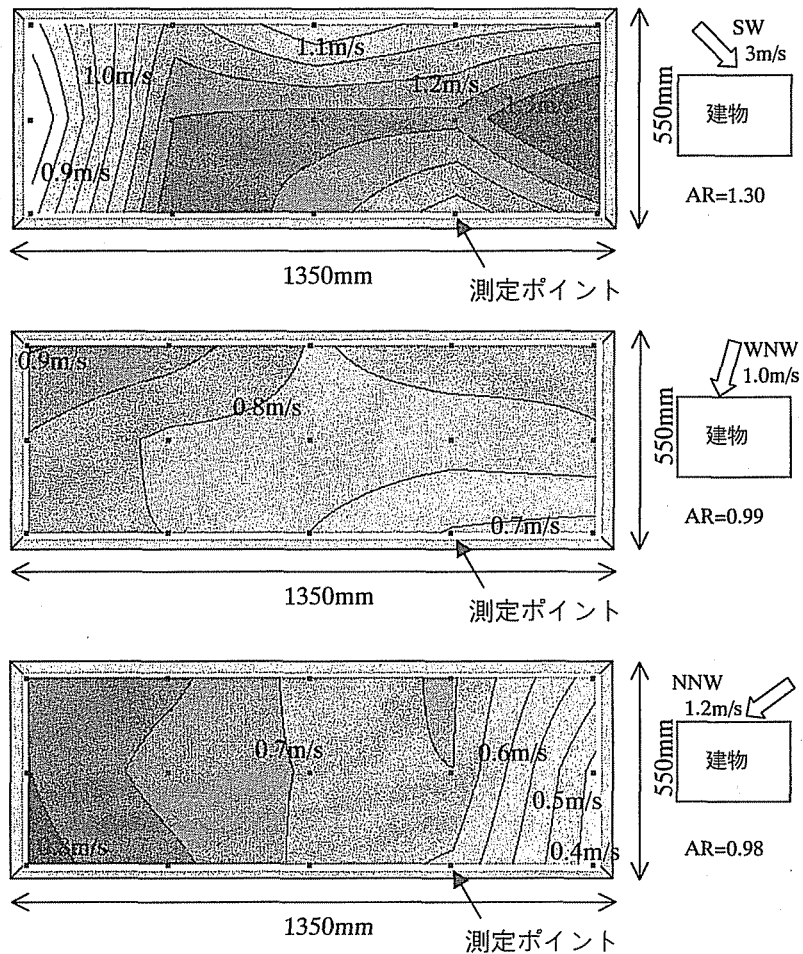 1.1m/s
1.0m/s
1.2m/s
0.9m/s
550mm
1350mm
測定ポイント
SW
3m/s
建物
AR=1.30
0.9m/s
0.8m/s
0.7m/s
550mm
1350mm
測定ポイント
WNW
1.0m/s
建物
AR=0.99
0.7m/s
0.6m/s
0.5m/s
0.4m/s
550mm
1350mm
測定ポイント
NNW
1.2m/s
建物
AR=0.98